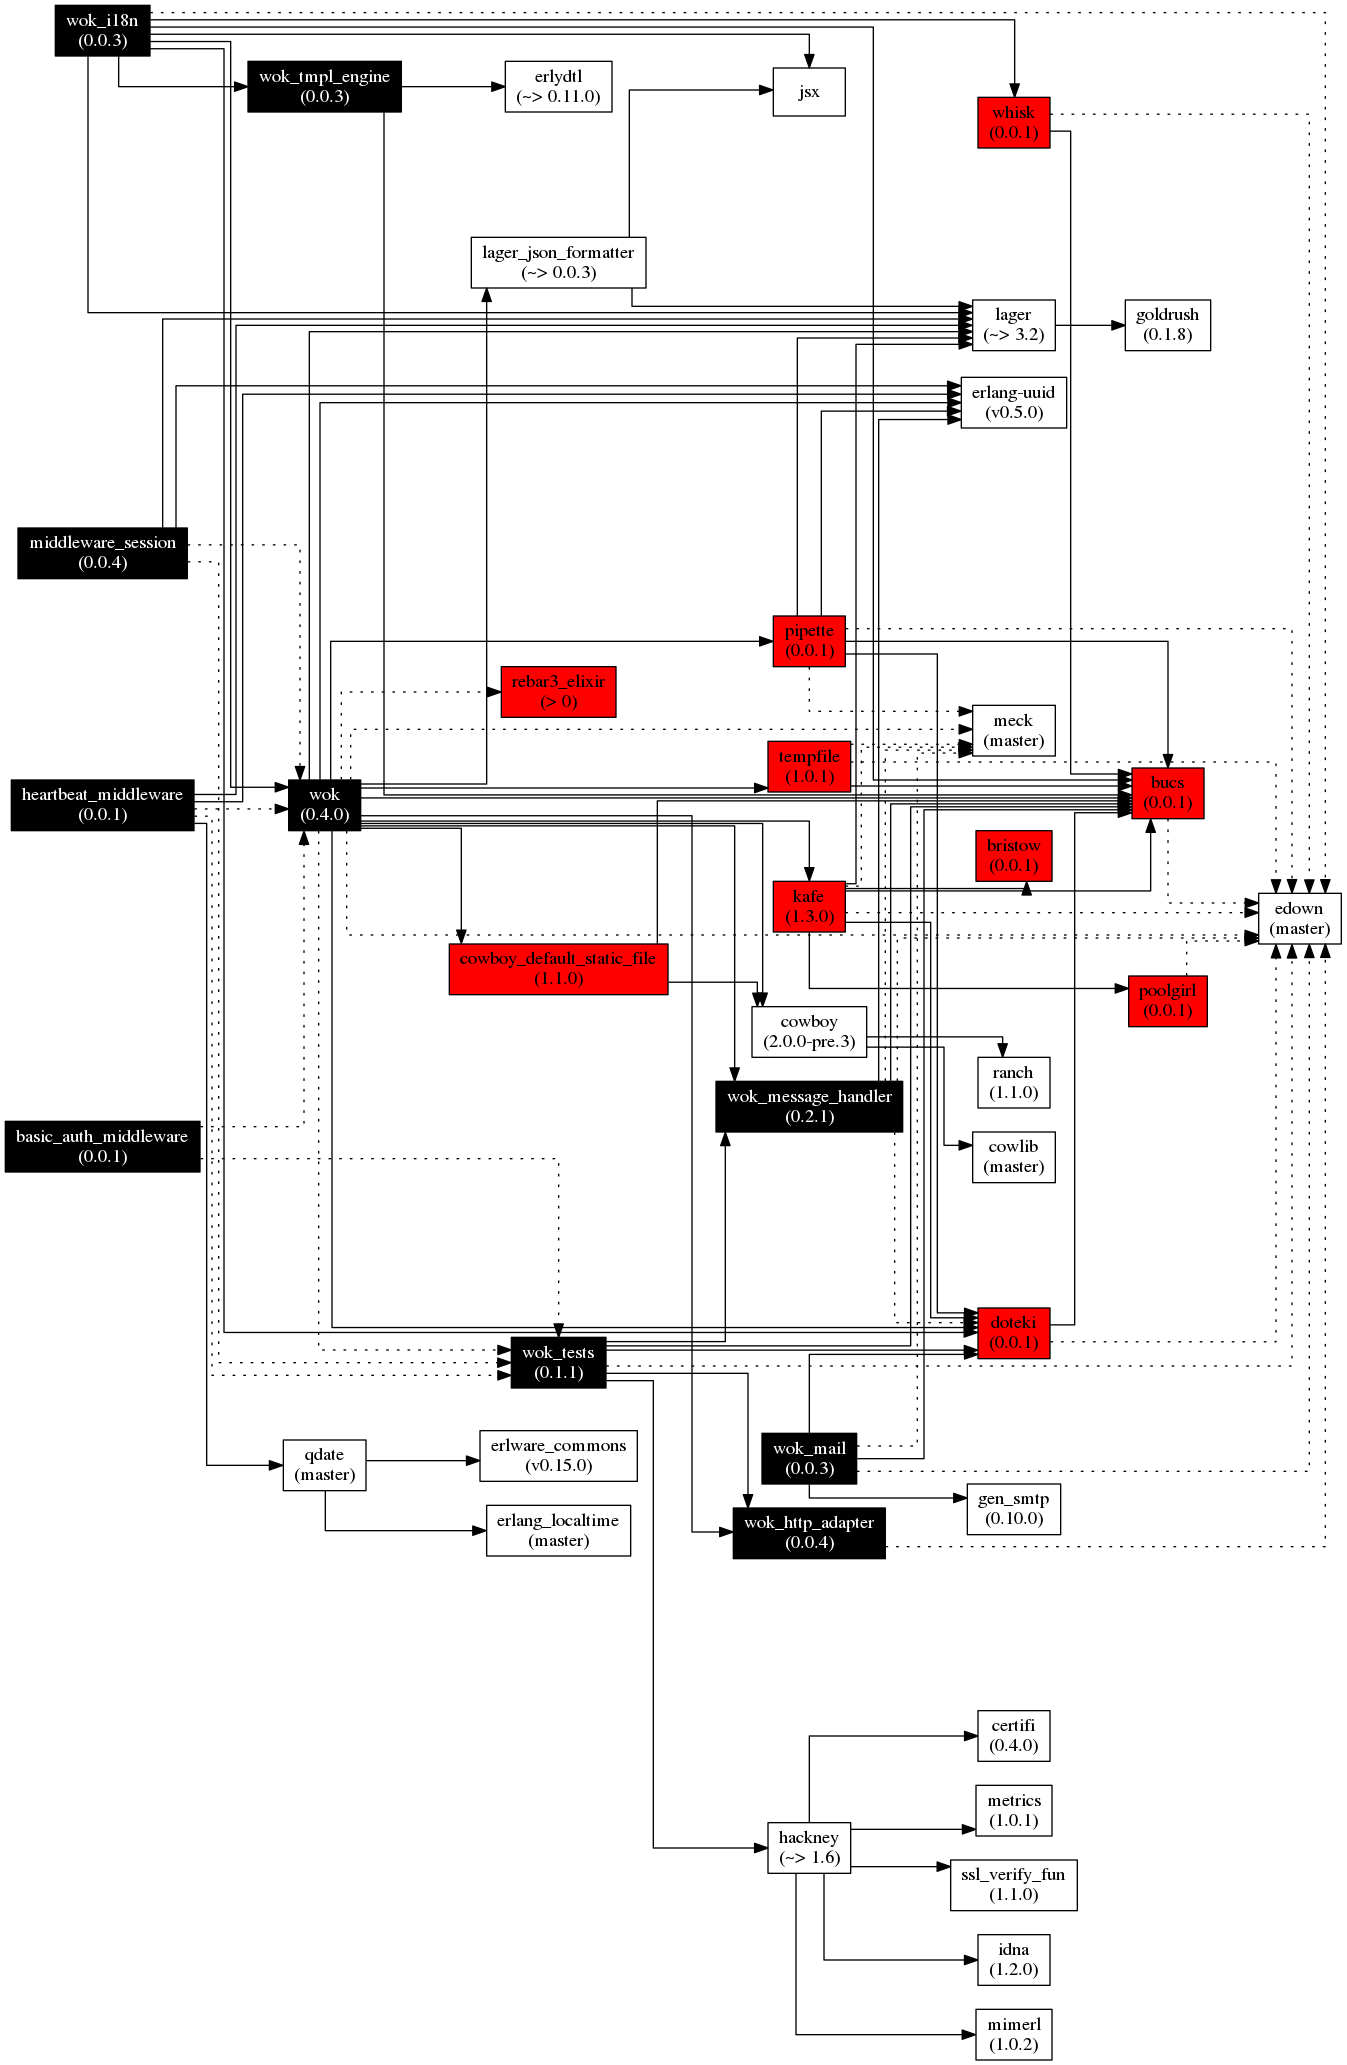 wok_i18n
(0.0.3)
wok_tmpl_engine
(0.0.3)
erlydtl
(~> 0.11.0)
jsx
whisk
(0.0.1)
lager_json_formatter
(~> 0.0.3)
lager
(~> 3.2)
goldrush
(0.1.8)
erlang-uuid
(v0.5.0)
middleware_session
(0.0.4)
pipette
(0.0.1)
rebar3_elixir
(> 0)
meck
(master)
tempfile
(1.0.1)
bucs
(0.0.1)
heartbeat_middleware
(0.0.1)
wok
(0.4.0)
bristow
(0.0.1)
kafe
(1.3.0)
edown
(master)
cowboy_default_static_file
(1.1.0)
poolgirl
(0.0.1)
cowboy
(2.0.0-pre.3)
ranch
(1.1.0)
wok_message_handler
(0.2.1)
basic_auth_middleware
(0.0.1)
cowlib
(master)
doteki
(0.0.1)
wok_tests
(0.1.1)
wok_mail
(0.0.3)
qdate
(master)
erlware_commons
(v0.15.0)
gen_smtp
(0.10.0)
erlang_localtime
(master)
wok_http_adapter
(0.0.4)
certifi
(0.4.0)
metrics
(1.0.1)
hackney
(~> 1.6)
ssl_verify_fun
(1.1.0)
idna
(1.2.0)
mimerl
(1.0.2)